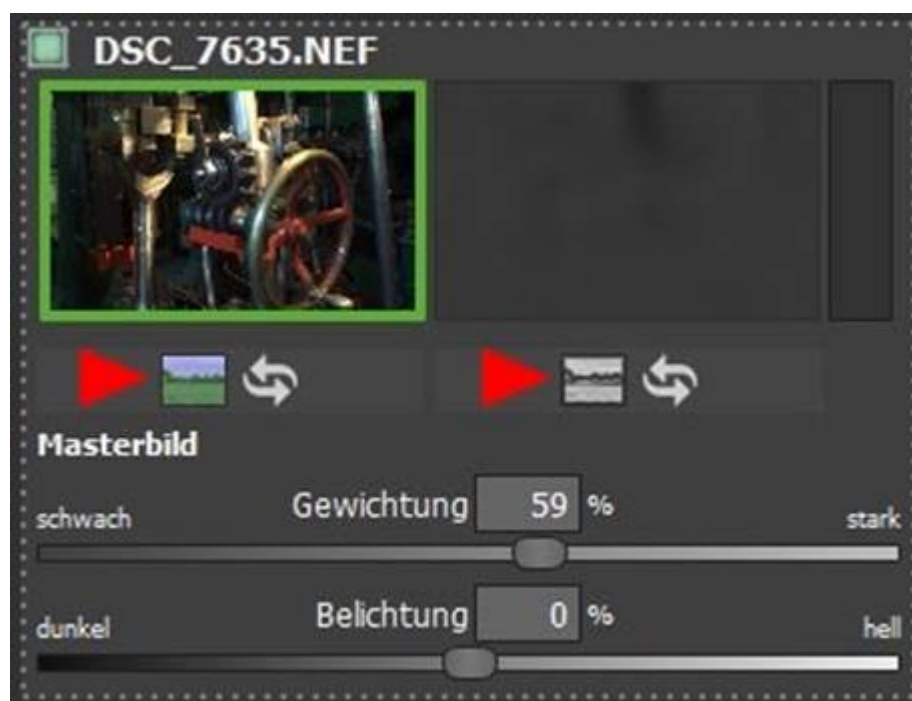 DSC_7635.NEF
Masterbild
Gewichtung 59 %
schwach stark
Belichtung 0 %
dunkel hell